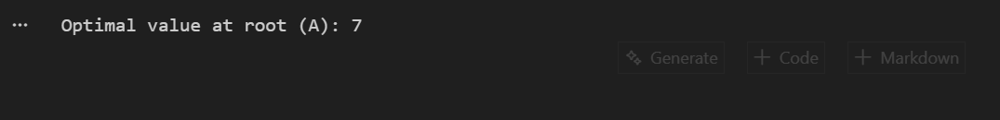 ... Optimal value at root (A): 7
Generate + Code + Markdown